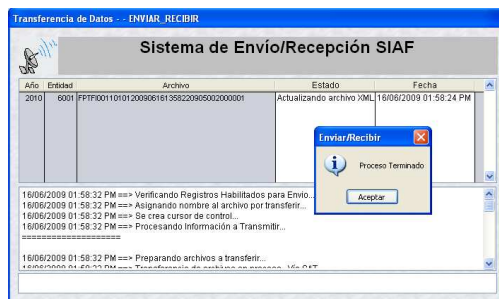 Transferencia de Datos - - ENVIAR_RECIBIR
Sistema de Envío/Recepción SIAF
Año Entidad Archivo Estado Fecha
2010 6001 Actualizando archivo XML 16/06/2009 01:58:24 PM
Enviar/Recibir
Proceso Terminado
Aceptar
16/06/2009 01:58:32 PM ==> Verificando Registros Habilitados para Envio...
16/06/2009 01:58:32 PM ==> Asignando nombre al archivo por transferir...
16/06/2009 01:58:32 PM ==> Se crea cursor de control...
16/06/2009 01:58:32 PM ==> Procesando Información a Transmitir...
====================
16/06/2009 01:58:32 PM ==> Preparando archivos a transferir...